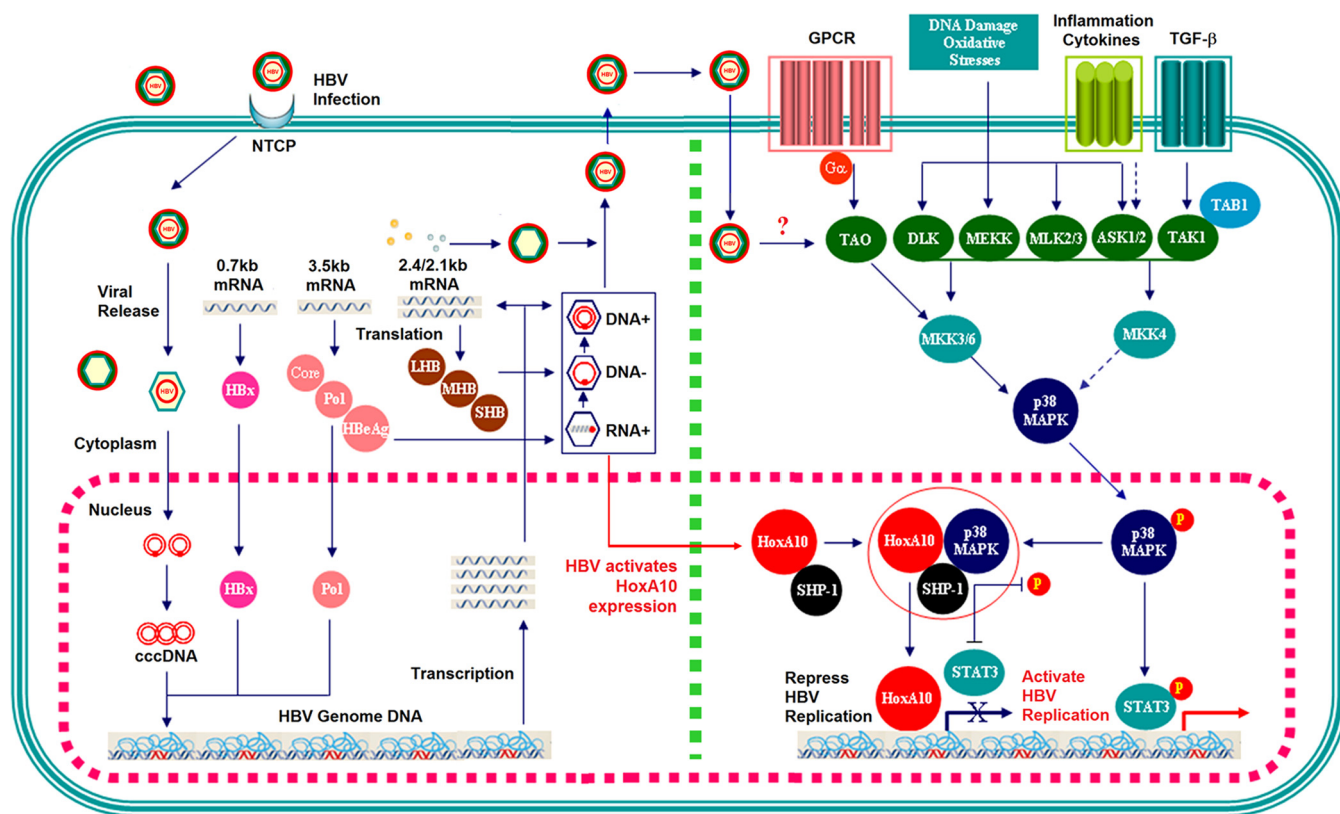 HBV
HBV
HBV
Infection
NTCP
HBV
HBV
HBV
GPCR
DNA Damage
Oxidative
Stresses
Inflammation
Cytokines
TGF-β
Gα
TAB1
HBV
HBV
?
TAO
DLK
MEKK
MLK2/3
ASK1/2
TAK1
Viral
Release
0.7kb
mRNA
3.5kb
mRNA
2.4/2.1kb
mRNA
Translation
DNA+
DNA-
RNA+
MKK3/6
MKK4
HBV
HBx
Core
Pol
HBeAg
LHB
MHB
SHB
p38
MAPK
Cytoplasm
Nucleus
HBx
Pol
cccDNA
HBV activates
HoxA10
expression
HoxA10
SHP-1
HoxA10
p38
MAPK
SHP-1
P
p38
MAPK
P
Transcription
HBV Genome DNA
Repress
HBV
Replication
HoxA10
STAT3
X
Activate
HBV
Replication
STAT3
P